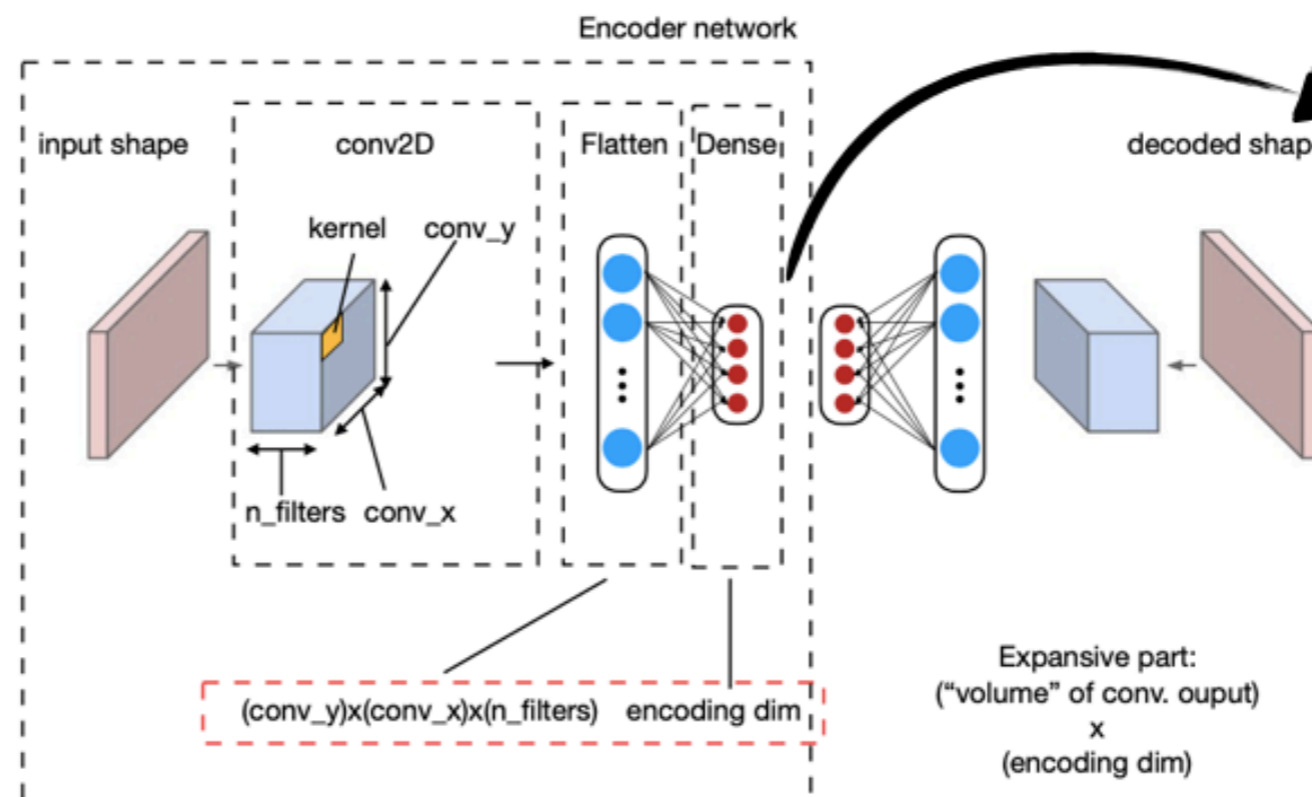 Encoder network
input shape
conv2D
Flatten
Dense
decoded shap
kernel
conv_y
n_filters
conv_x
(conv_y)x(conv_x)x(n_filters)
encoding dim
Expansive part:
(“volume” of conv. ouput)
x
(encoding dim)